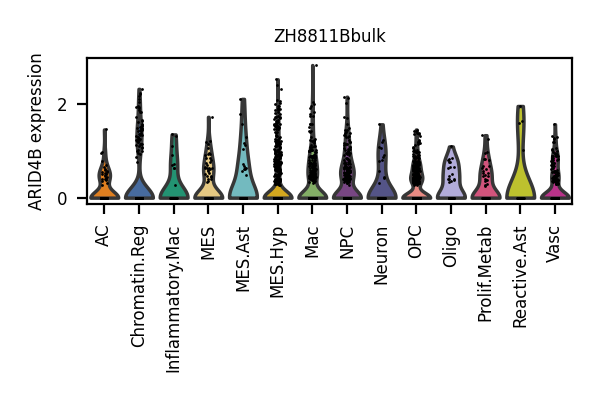 ZH8811Bbulk
ARID4B expression
2
0
AC
Chromatin.Reg
Inflammatory.Mac
MES
MES.Ast
MES.Hyp
Mac
NPC
Neuron
OPC
Oligo
Prolif.Metab
Reactive.Ast
Vasc